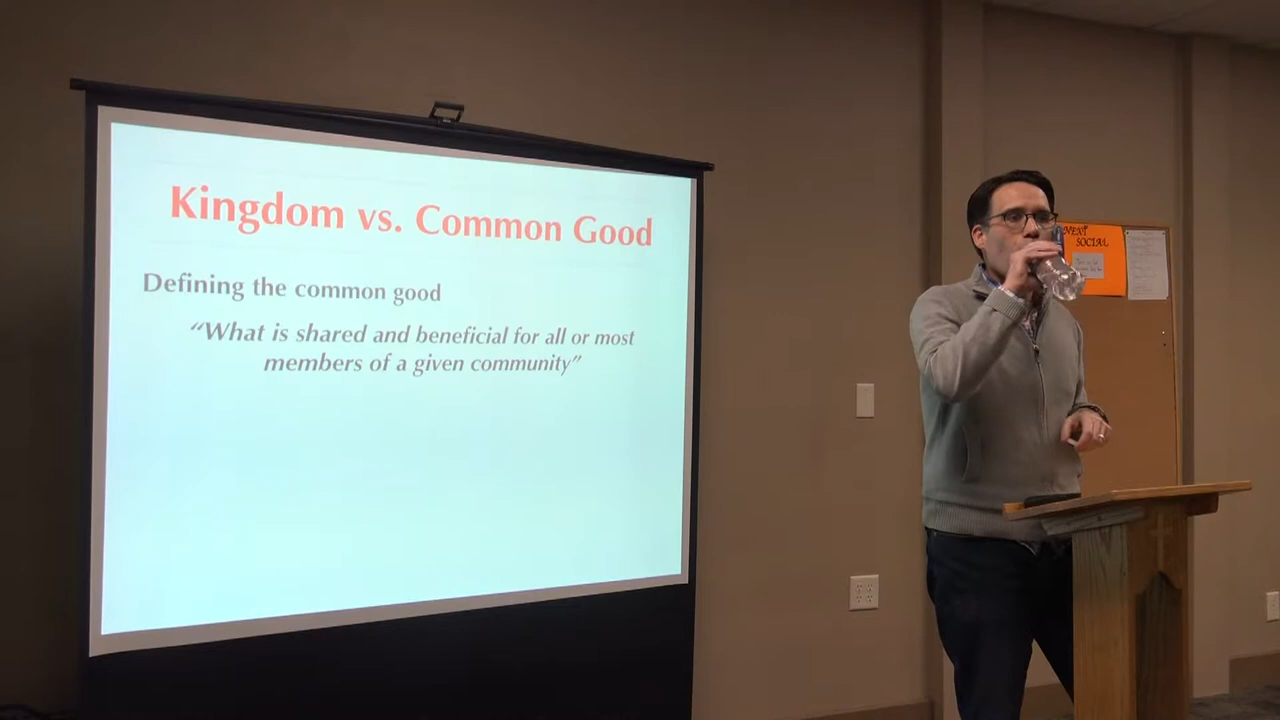 Kingdom vs. Common Good
Defining the common good
“What is shared and beneficial for all or most
members of a given community”
NEXT
SOCIAL